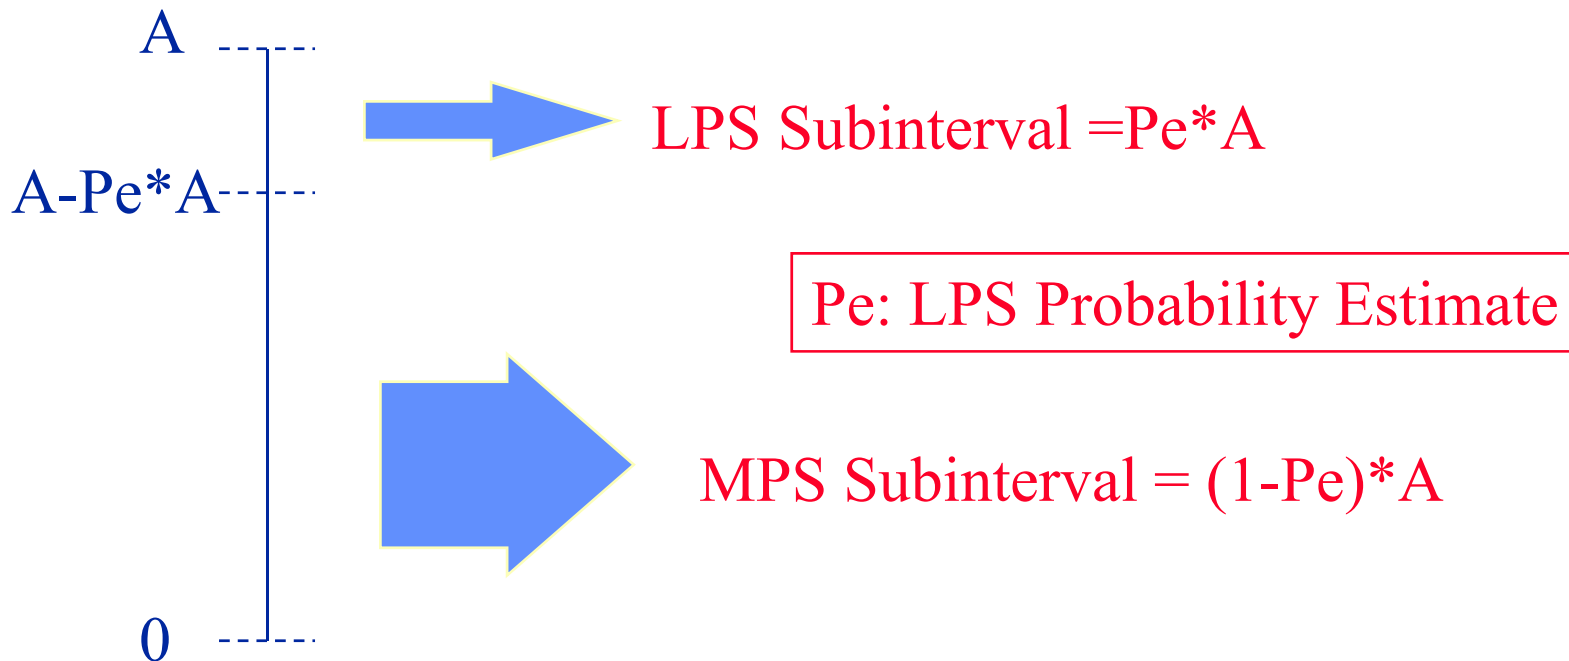 A
LPS Subinterval =Pe*A
A-Pe*A
Pe: LPS Probability Estimate
MPS Subinterval = (1-Pe)*A
0